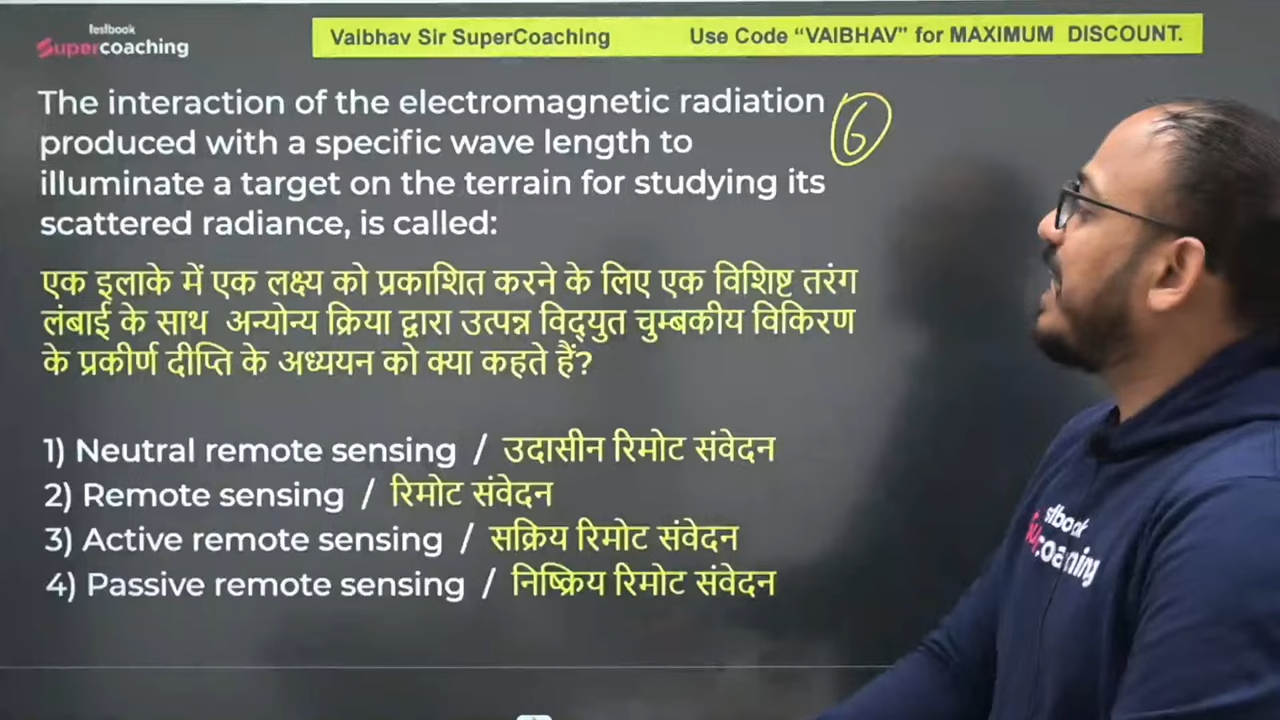 testbook
Supercoaching
Vaibhav Sir SuperCoaching Use Code “VAIBHAV” for MAXIMUM DISCOUNT.
The interaction of the electromagnetic radiation
produced with a specific wave length to
illuminate a target on the terrain for studying its
scattered radiance, is called:
6
एक इलाके में एक लक्ष्य को प्रकाशित करने के लिए एक विशिष्ट तरंग
लंबाई के साथ अन्योन्य क्रिया द्वारा उत्पन्न विद्युत चुम्बकीय विकिरण
के प्रकीर्ण दीप्ति के अध्ययन को क्या कहते हैं?
1) Neutral remote sensing / उदासीन रिमोट संवेदन
2) Remote sensing / रिमोट संवेदन
3) Active remote sensing / सक्रिय रिमोट संवेदन
4) Passive remote sensing / निष्क्रिय रिमोट संवेदन